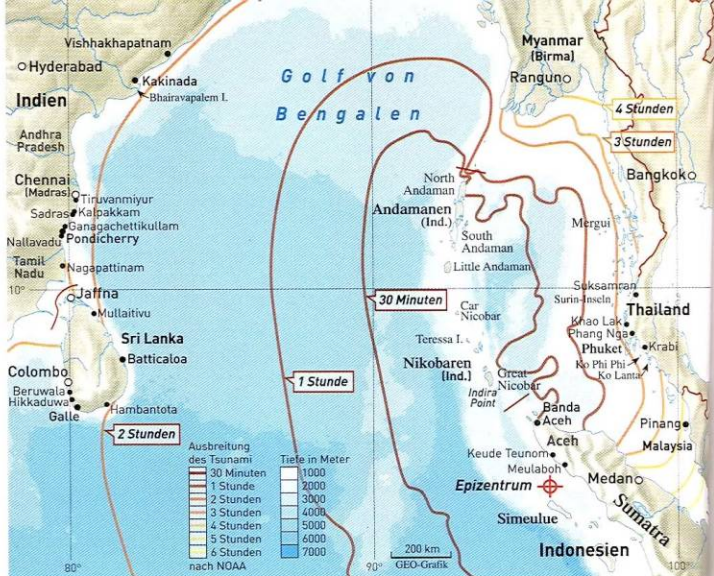 Vishhakhapatnam
Hyderabad
Kakinada
Bhairavapalem I.
Indien
Andhra
Pradesh
Chennai
[Madras]
Tiruvanmiyur
Sadras
Kalpakkam
Ganagachettikullam
Nallavadu
Pondicherry
Tamil
Nadu
Nagapattinam
10°
Jaffna
Mullaitivu
Sri Lanka
Batticaloa
Colombo
Beruwala
Hikkaduwa
Galle
Hambantota
2 Stunden
Golf von
Bengalen
1 Stunde
30 Minuten
Myanmar
(Birma)
Rangun
4 Stunden
3 Stunden
Bangkok
North
Andaman
Andamanen
(Ind.)
South
Andaman
Little Andaman
Mergui
Car
Nicobar
Teressa I.
Nikobaren
(Ind.)
Great
Nicobar
Indira
Point
Suksamran
Surin-Inseln
Thailand
Khao Lak
Phang Nga
Phuket
Krabi
Ko Phi Phi
Ko Lanta
Banda
Aceh
Aceh
Pinang
Malaysia
Keude Teunom
Meulaboh
Medan
Epizentrum
Simeulue
Sumatra
Indonesien
Ausbreitung
des Tsunami
30 Minuten
1 Stunde
2 Stunden
3 Stunden
4 Stunden
5 Stunden
6 Stunden
nach NOAA
Tiefe in Meter
1000
2000
3000
4000
5000
6000
7000
200 km
GEO-Grafik
80°
90°
100°